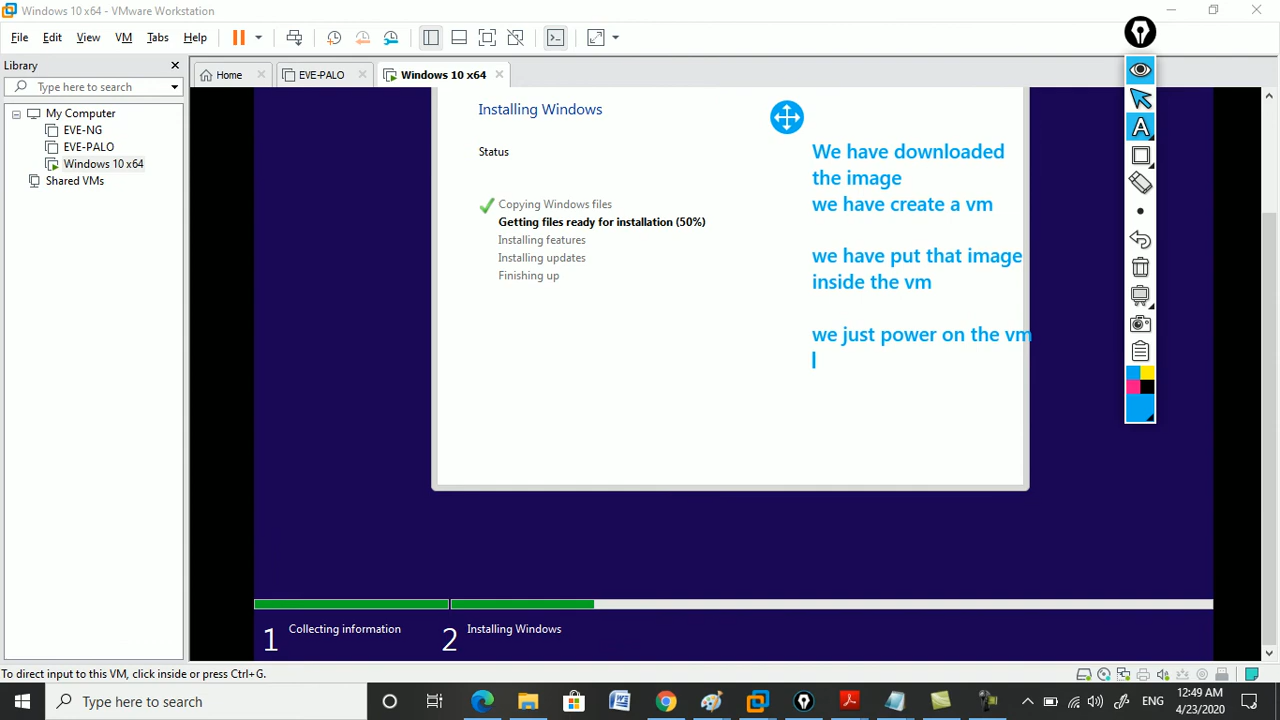 Windows 10 x64 - VMware Workstation
File Edit View VM Tabs Help
Library
Type here to search
My Computer
EVE-NG
EVE-PALO
Windows 10 x64
Shared VMs
Home EVE-PALO Windows 10 x64
Installing Windows
Status
Copying Windows files
Getting files ready for installation (50%)
Installing features
Installing updates
Finishing up
We have downloaded
the image
we have create a vm
we have put that image
inside the vm
we just power on the vm
A
1 Collecting information 2 Installing Windows
To direct input to this VM, click inside or press Ctrl+G.
Type here to search
ENG
12:49 AM
4/23/2020